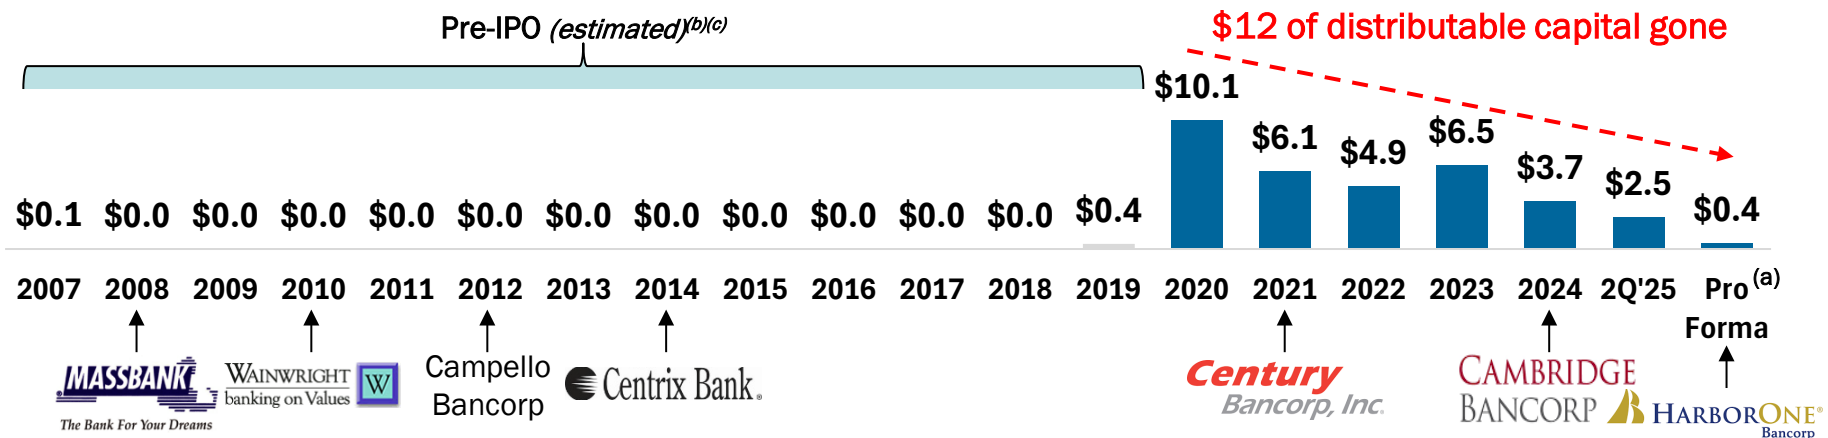 Pre-IPO (estimated)(b)(c)
$12 of distributable capital gone
$0.1 $0.0 $0.0 $0.0 $0.0 $0.0 $0.0 $0.0 $0.0 $0.0 $0.0 $0.0 $0.4 $10.1 $6.1 $4.9 $6.5 $3.7 $2.5 $0.4
2007 2008 2009 2010 2011 2012 2013 2014 2015 2016 2017 2018 2019 2020 2021 2022 2023 2024 2Q'25 Pro (a)
Forma
MASSBANK
The Bank For Your Dreams
WAINWRIGHT
banking on Values
W
Campello
Bancorp
Centrix Bank®
Century
Bancorp, Inc.
CAMBRIDGE
BANCORP
HARBORONE®
Bancorp